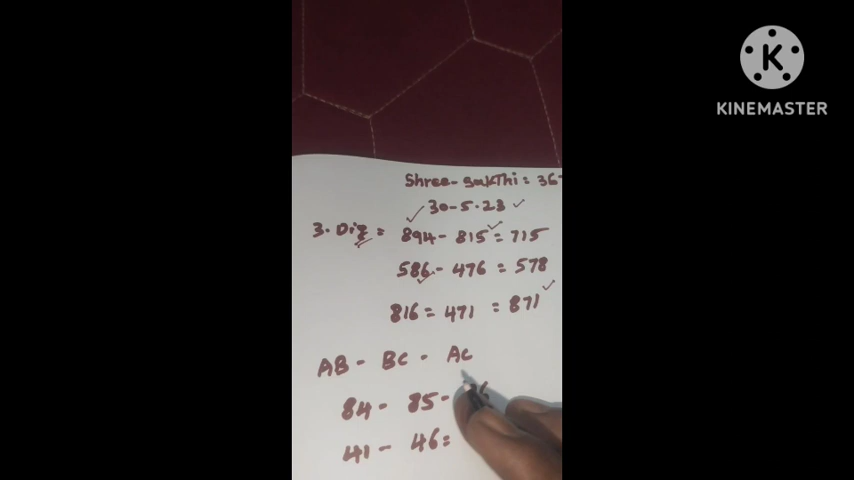 KINEMASTER
Shree-SakThi = 367
30-5-23
3. Dig = 894 - 815 = 715
586 - 476 = 578
816 = 471 = 871
AB - BC - AC
84 - 85 -
41 - 46 =